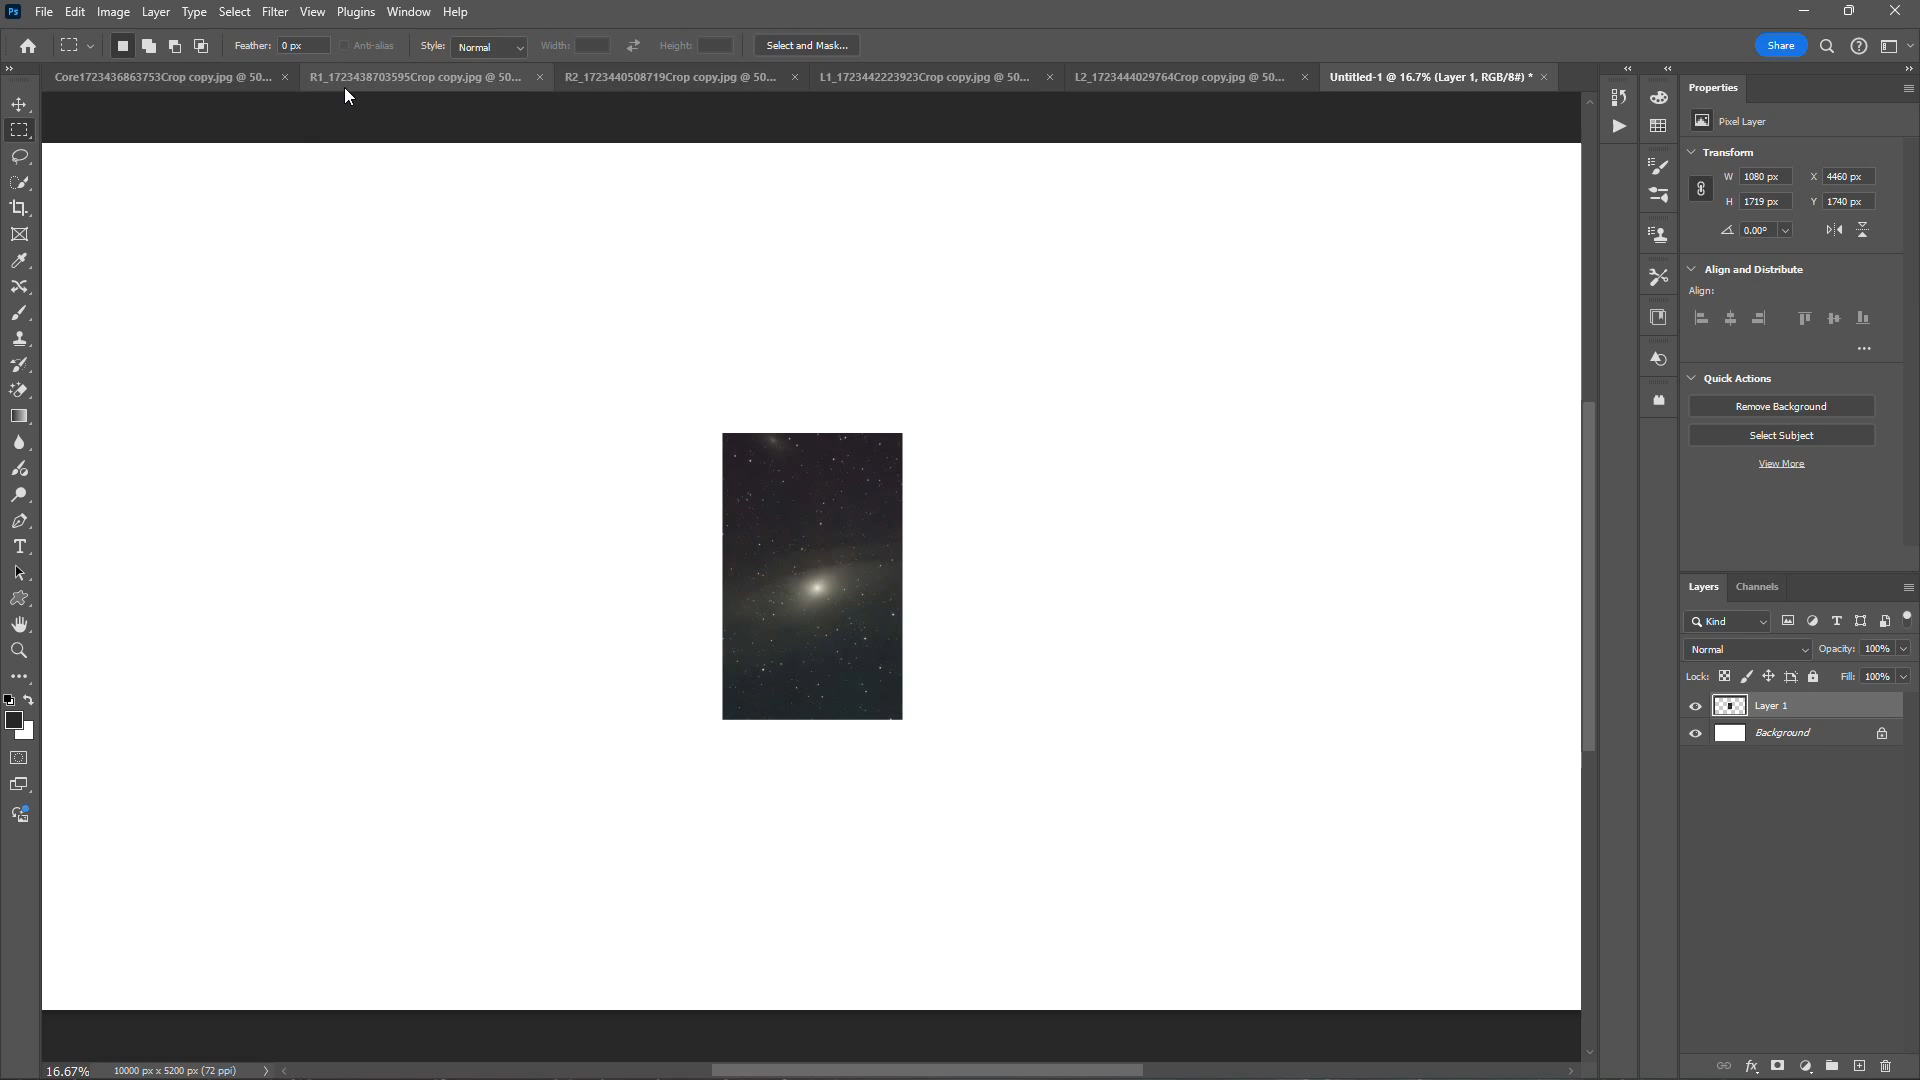 Ps File Edit Image Layer Type Select Filter View Plugins Window Help
Feather: 0 px Anti-alias Style: Normal Width: Height: Select and Mask... Share
Core1723436863753Crop copy.jpg @ 50... R1_1723438703595Crop copy.jpg @ 50... R2_1723440508719Crop copy.jpg @ 50... L1_1723442223923Crop copy.jpg @ 50... L2_1723444029764Crop copy.jpg @ 50... Untitled-1 @ 16.7% (Layer 1, RGB/8#) *
Properties
Pixel Layer
Transform
W 1080 px X 4460 px
H 1719 px Y 1740 px
0.00°
Align and Distribute
Align:
Quick Actions
Remove Background
Select Subject
View More
Layers Channels
Kind
Normal Opacity: 100%
Lock: Fill: 100%
Layer 1
Background
16.67% 10000 px x 5200 px (72 ppi)